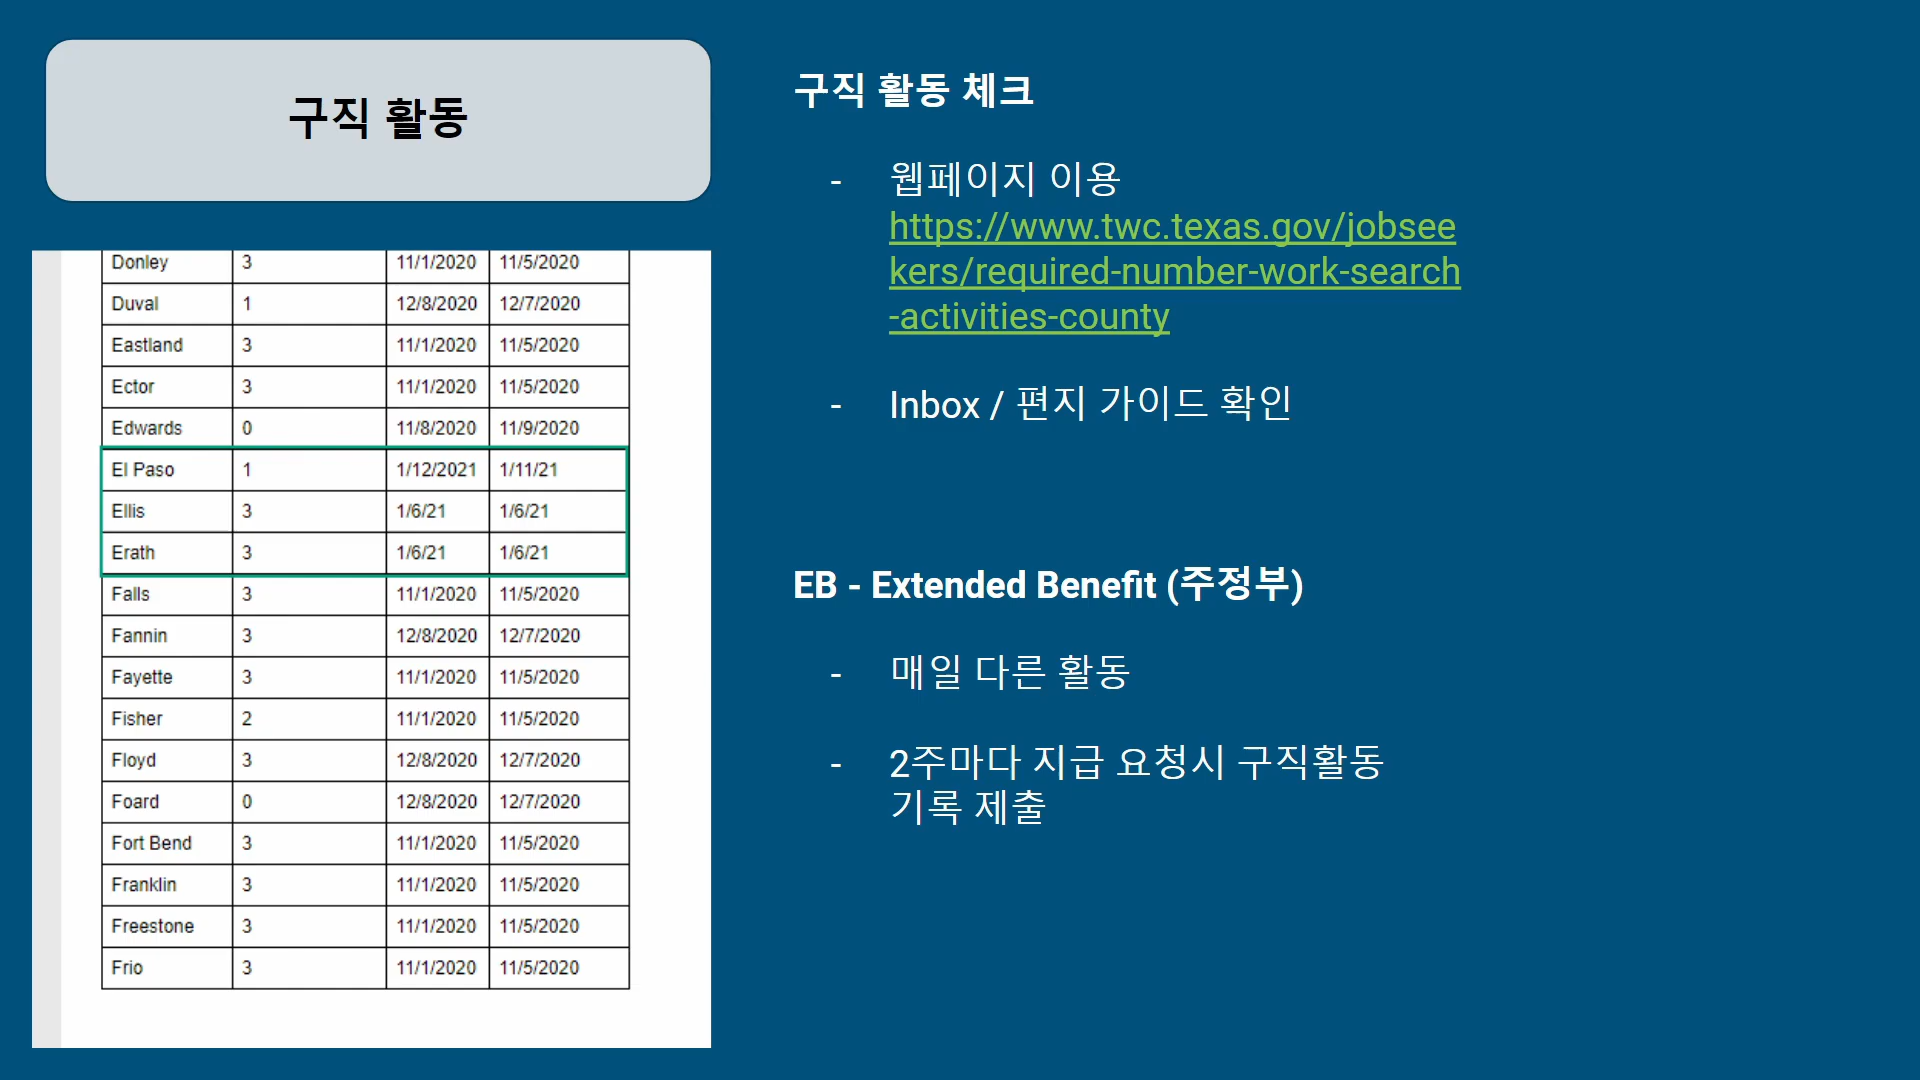 구직 활동
Donley 3 11/1/2020 11/5/2020
Duval 1 12/8/2020 12/7/2020
Eastland 3 11/1/2020 11/5/2020
Ector 3 11/1/2020 11/5/2020
Edwards 0 11/8/2020 11/9/2020
El Paso 1 1/12/2021 1/11/21
Ellis 3 1/6/21 1/6/21
Erath 3 1/6/21 1/6/21
Falls 3 11/1/2020 11/5/2020
Fannin 3 12/8/2020 12/7/2020
Fayette 3 11/1/2020 11/5/2020
Fisher 2 11/1/2020 11/5/2020
Floyd 3 12/8/2020 12/7/2020
Foard 0 12/8/2020 12/7/2020
Fort Bend 3 11/1/2020 11/5/2020
Franklin 3 11/1/2020 11/5/2020
Freestone 3 11/1/2020 11/5/2020
Frio 3 11/1/2020 11/5/2020
구직 활동 체크
- 웹페이지 이용
https://www.twc.texas.gov/jobsee
kers/required-number-work-search
-activities-county
- Inbox / 편지 가이드 확인
EB - Extended Benefit (주정부)
- 매일 다른 활동
- 2주마다 지급 요청시 구직활동
기록 제출